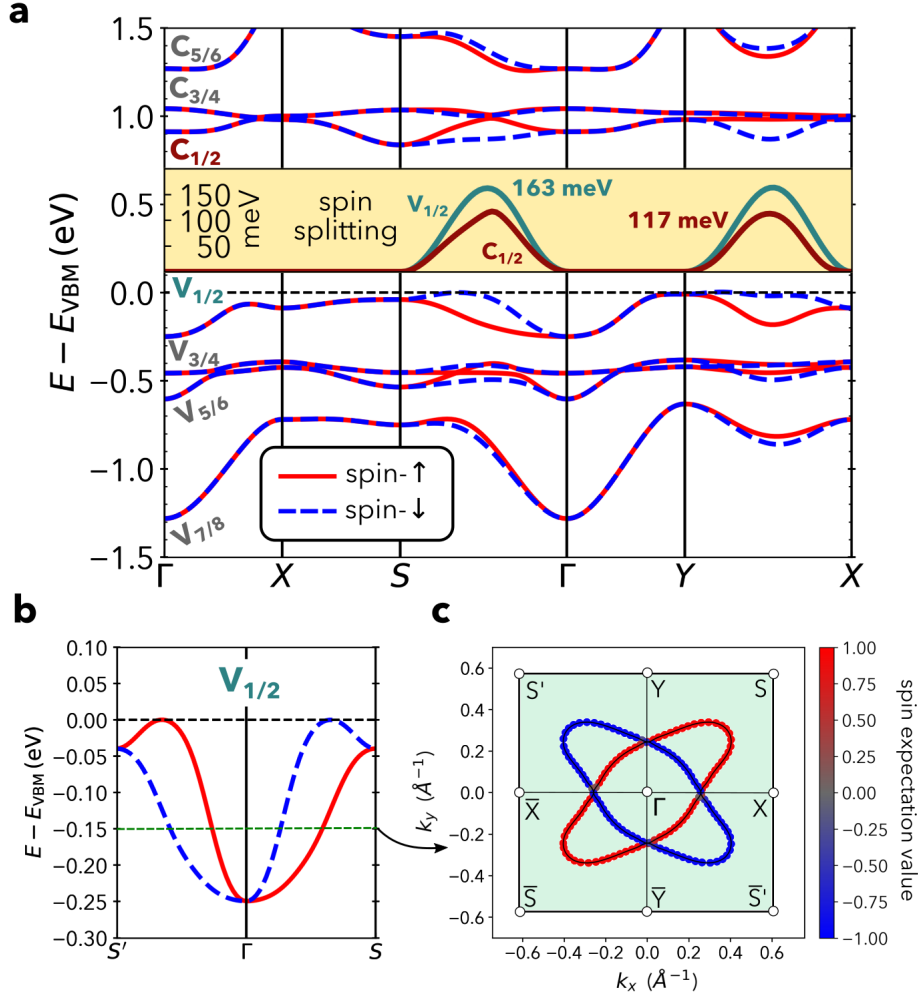 a
1.5
1.0
0.5
0.0
−0.5
−1.0
−1.5
E − E_VBM (eV)
C5/6
C3/4
C1/2
150
100
50
meV
spin
splitting
V1/2
163 meV
C1/2
117 meV
V1/2
V3/4
V5/6
V7/8
spin-↑
spin-↓
Γ X S Γ Y X
b
0.10
0.05
0.00
−0.05
−0.10
−0.15
−0.20
−0.25
−0.30
E − E_VBM (eV)
V1/2
S' Γ S
c
0.6
0.4
0.2
0.0
−0.2
−0.4
−0.6
k_y (Å⁻¹)
S' Y S
X̅ Γ X
S̅ Y̅ S̅'
−0.6 −0.4 −0.2 0.0 0.2 0.4 0.6
k_x (Å⁻¹)
1.00
0.75
0.50
0.25
0.00
−0.25
−0.50
−0.75
−1.00
spin expectation value